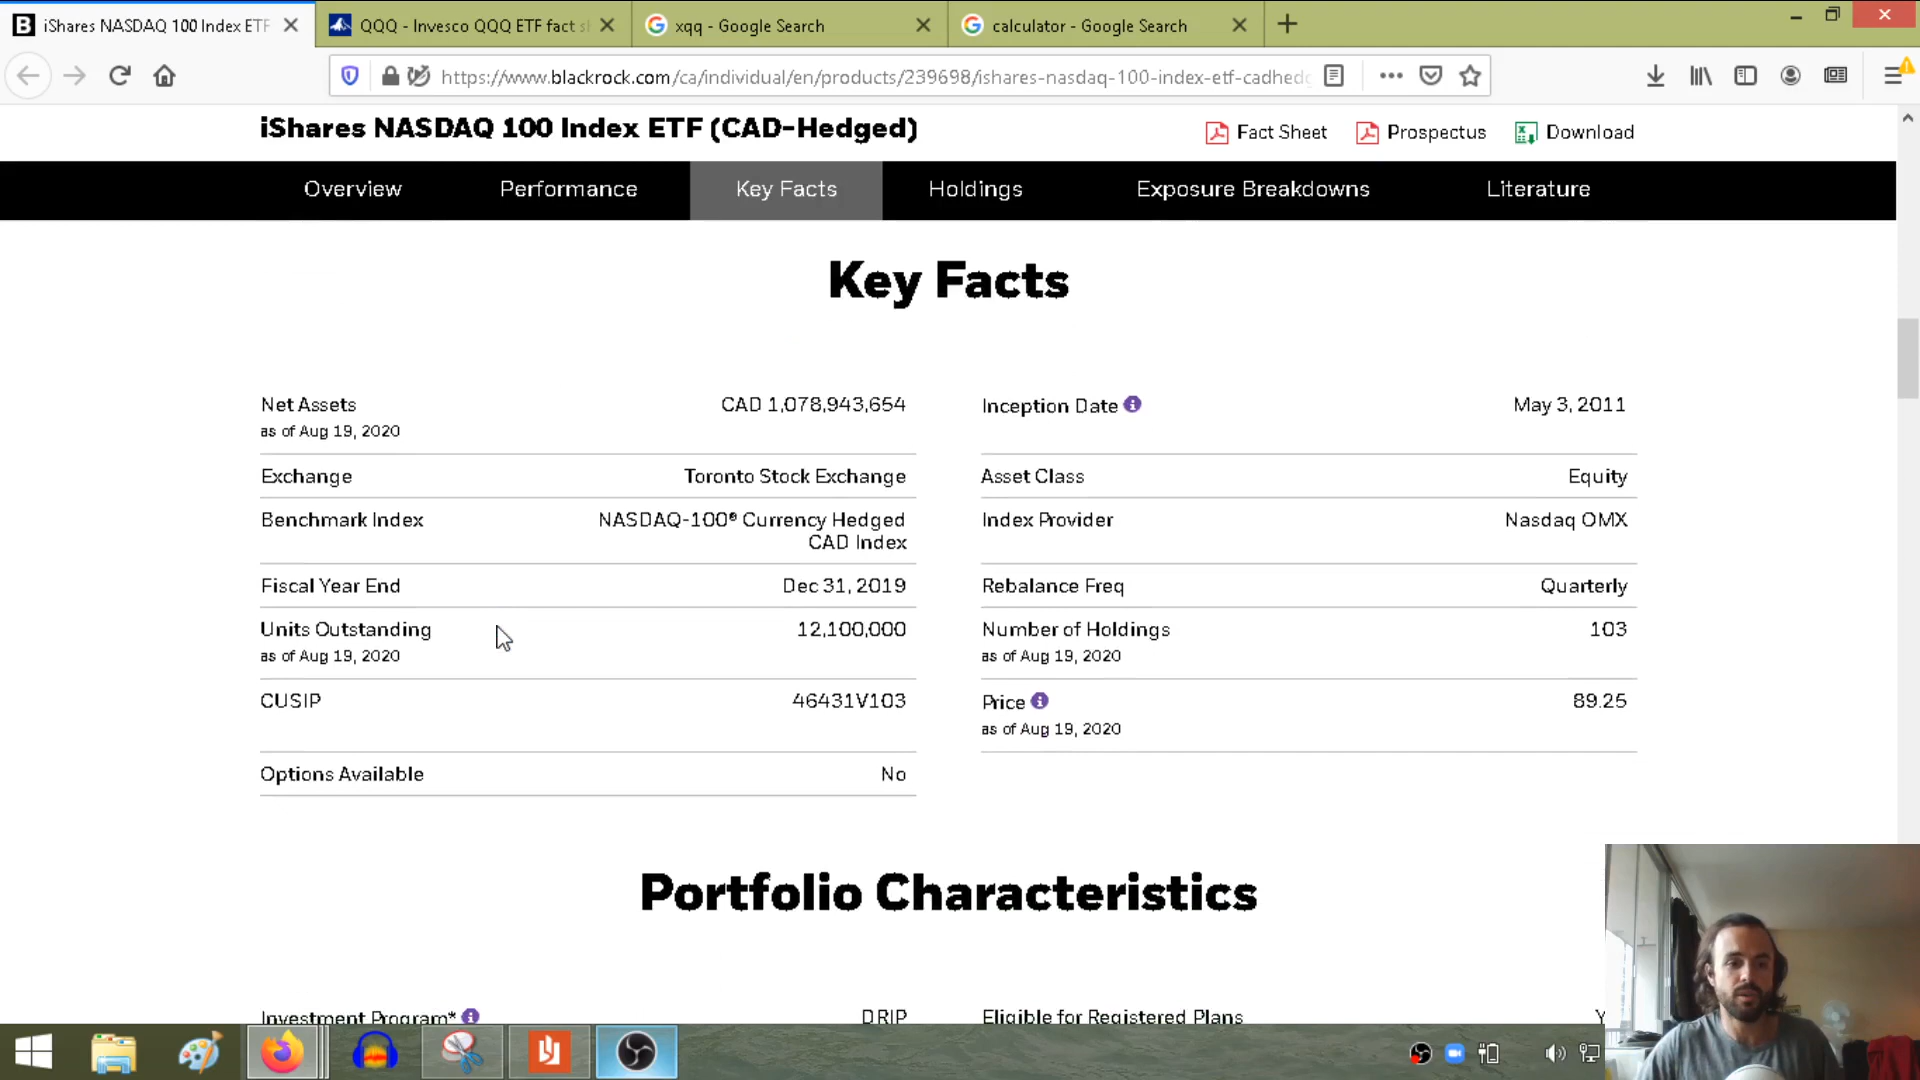 iShares NASDAQ 100 Index ETF
QQQ - Invesco QQQ ETF fact s
xqq - Google Search
calculator - Google Search
https://www.blackrock.com/ca/individual/en/products/239698/ishares-nasdaq-100-index-etf-cadhedg
iShares NASDAQ 100 Index ETF (CAD-Hedged)
Fact Sheet
Prospectus
Download
Overview
Performance
Key Facts
Holdings
Exposure Breakdowns
Literature
Key Facts
Net Assets CAD 1,078,943,654
as of Aug 19, 2020
Inception Date May 3, 2011
Exchange Toronto Stock Exchange
Asset Class Equity
Benchmark Index NASDAQ-100® Currency Hedged
CAD Index
Index Provider Nasdaq OMX
Fiscal Year End Dec 31, 2019
Rebalance Freq Quarterly
Units Outstanding 12,100,000
as of Aug 19, 2020
Number of Holdings 103
as of Aug 19, 2020
CUSIP 46431V103
Price 89.25
as of Aug 19, 2020
Options Available No
Portfolio Characteristics
Investment Program* DRIP
Eligible for Registered Plans Y